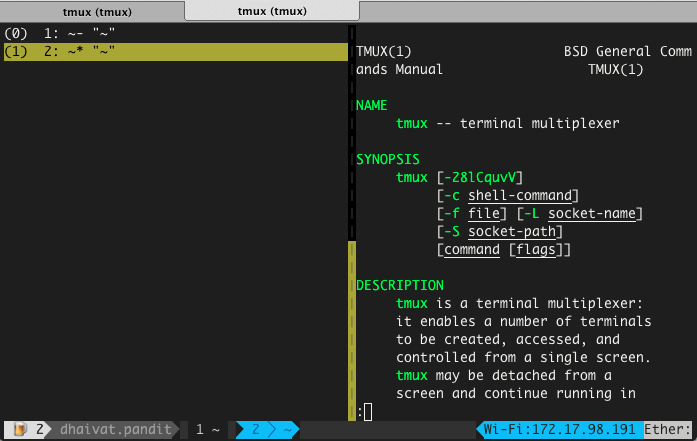 tmux (tmux)
tmux (tmux)
(0) 1: ~- "~"
(1) 2: ~* "~"
TMUX(1) BSD General Comm
ands Manual TMUX(1)
NAME
tmux -- terminal multiplexer
SYNOPSIS
tmux [-28lCquvV]
[-c shell-command]
[-f file] [-L socket-name]
[-S socket-path]
[command [flags]]
DESCRIPTION
tmux is a terminal multiplexer:
it enables a number of terminals
to be created, accessed, and
controlled from a single screen.
tmux may be detached from a
screen and continue running in
:
2 dhaivat.pandit 1 ~ 2 ~ Wi-Fi:172.17.98.191 Ether: